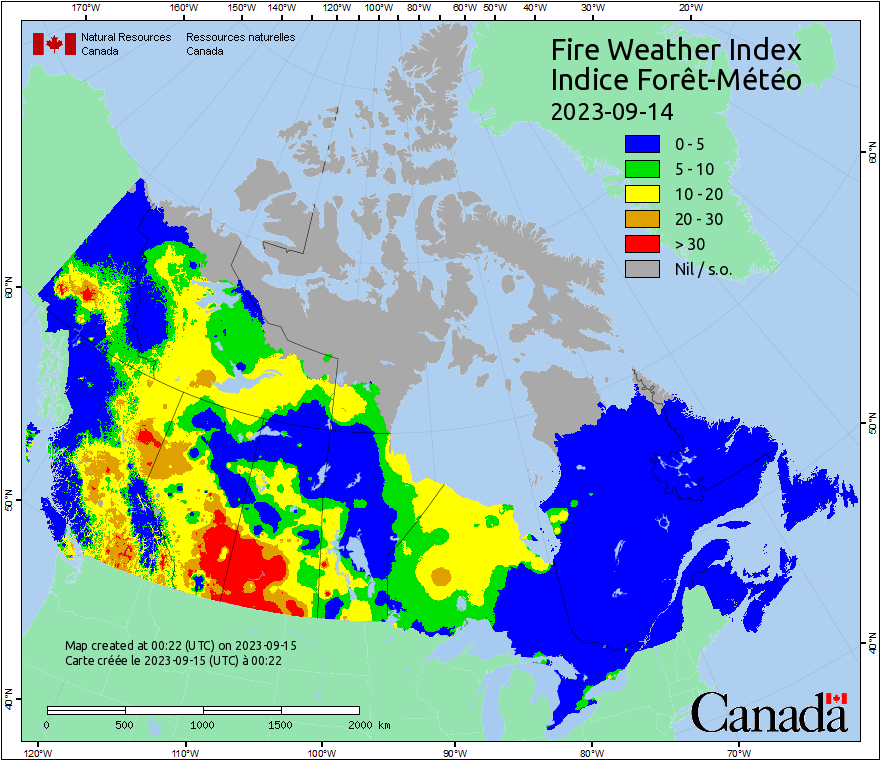 170°W 160°W 150°W 140°W 130°W 120°W 110°W 100°W 90°W 80°W 70°W 60°W 50°W 40°W 30°W 20°W
Natural Resources Ressources naturelles
Canada Canada
Fire Weather Index
Indice Forêt-Météo
2023-09-14
0 - 5
5 - 10
10 - 20
20 - 30
> 30
Nil / s.o.
60°N 60°N
50°N 50°N
40°N 40°N
Map created at 00:22 (UTC) on 2023-09-15
Carte créée le 2023-09-15 (UTC) à 00:22
0 500 1000 1500 2000 km
Canada
120°W 110°W 100°W 90°W 80°W 70°W